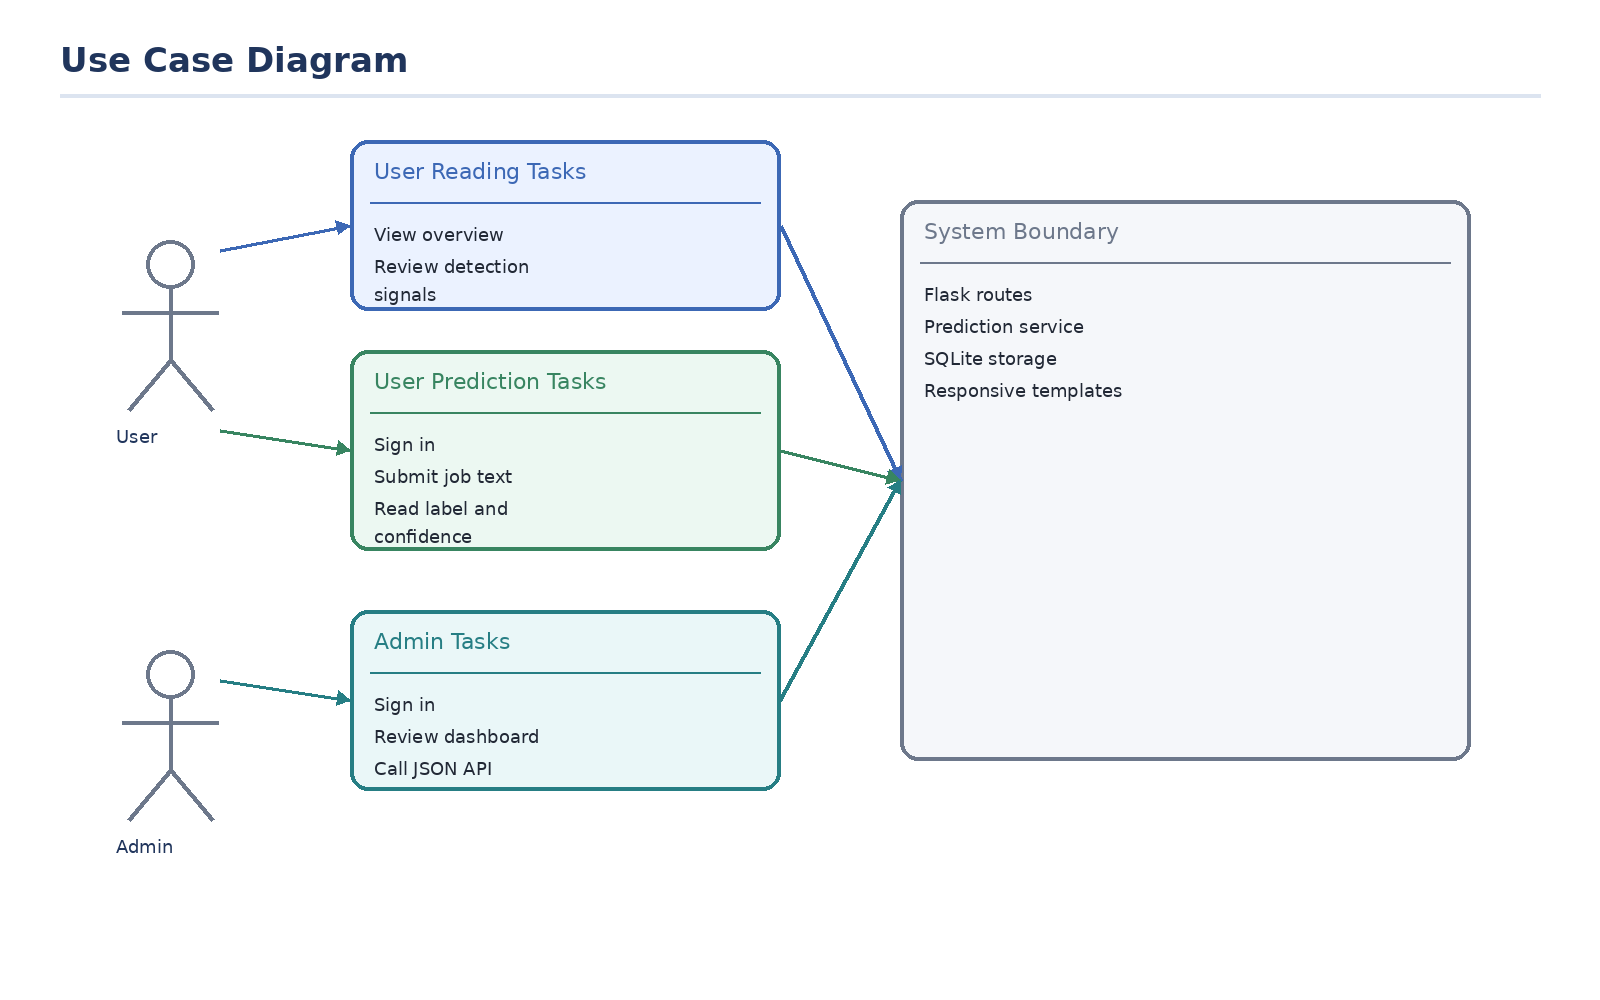 Use Case Diagram
User Reading Tasks
View overview
Review detection
signals
User
User Prediction Tasks
Sign in
Submit job text
Read label and
confidence
Admin Tasks
Sign in
Review dashboard
Call JSON API
Admin
System Boundary
Flask routes
Prediction service
SQLite storage
Responsive templates